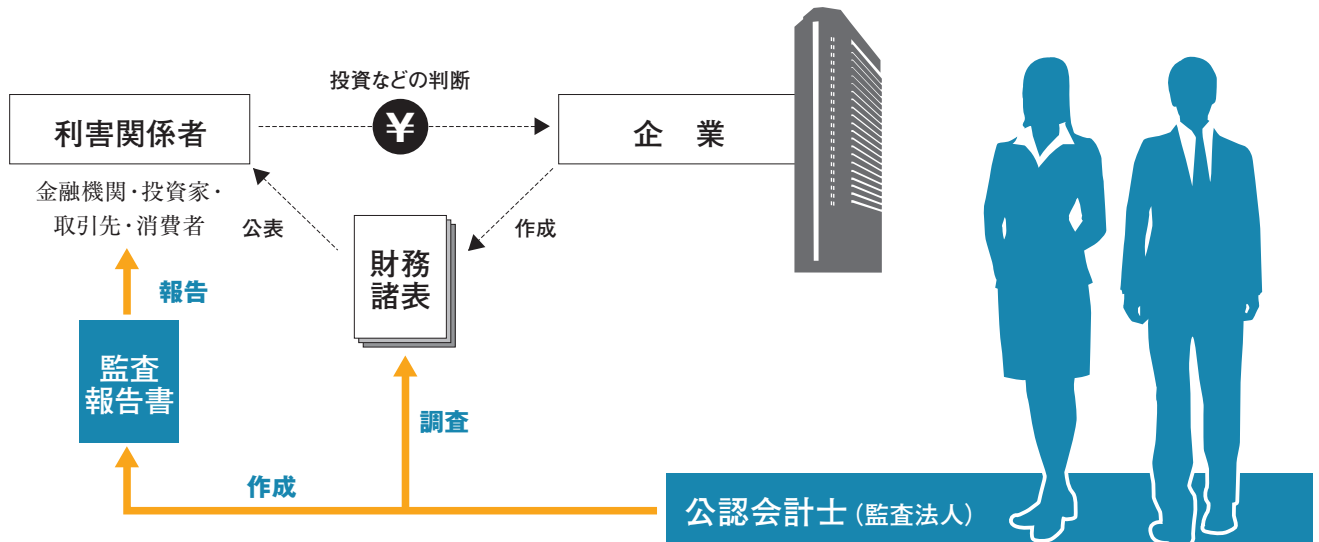 投資などの判断
利害関係者
¥
企　業
金融機関・投資家・
取引先・消費者
公表
作成
財務
諸表
報告
監査
報告書
調査
作成
公認会計士（監査法人）